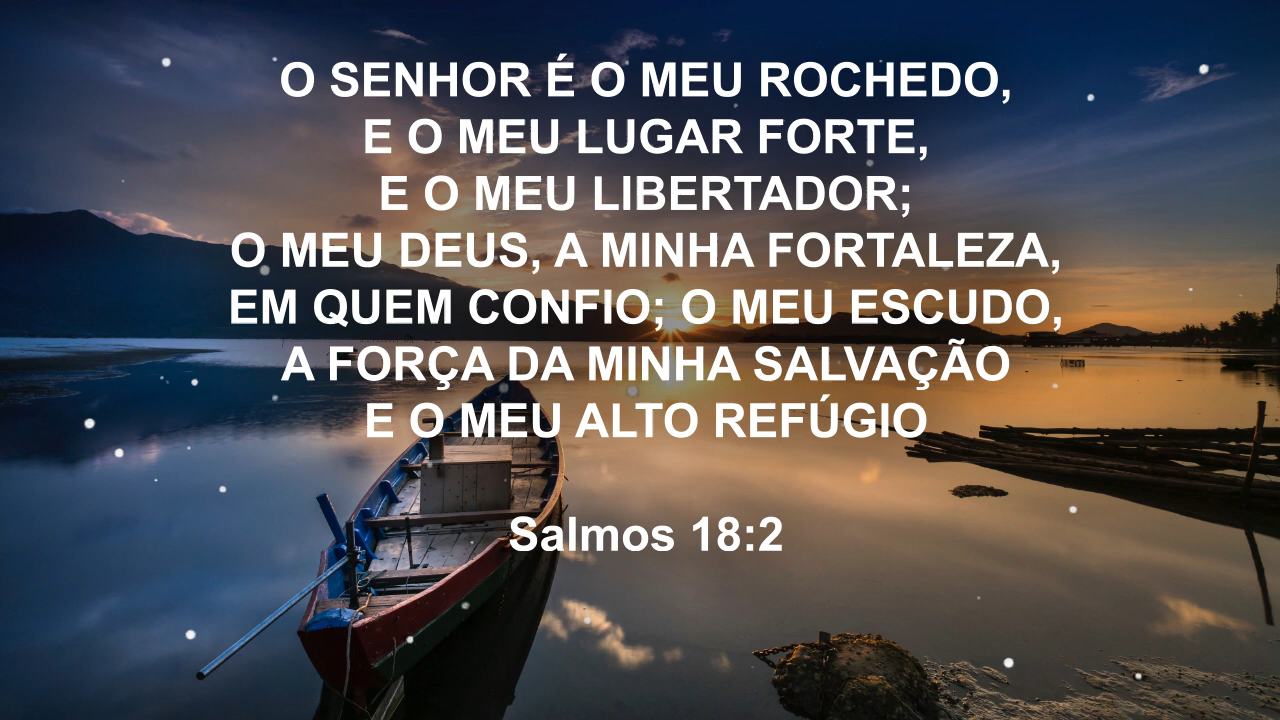 O SENHOR É O MEU ROCHEDO,
E O MEU LUGAR FORTE,
E O MEU LIBERTADOR;
O MEU DEUS, A MINHA FORTALEZA,
EM QUEM CONFIO; O MEU ESCUDO,
A FORÇA DA MINHA SALVAÇÃO
E O MEU ALTO REFÚGIO
Salmos 18:2